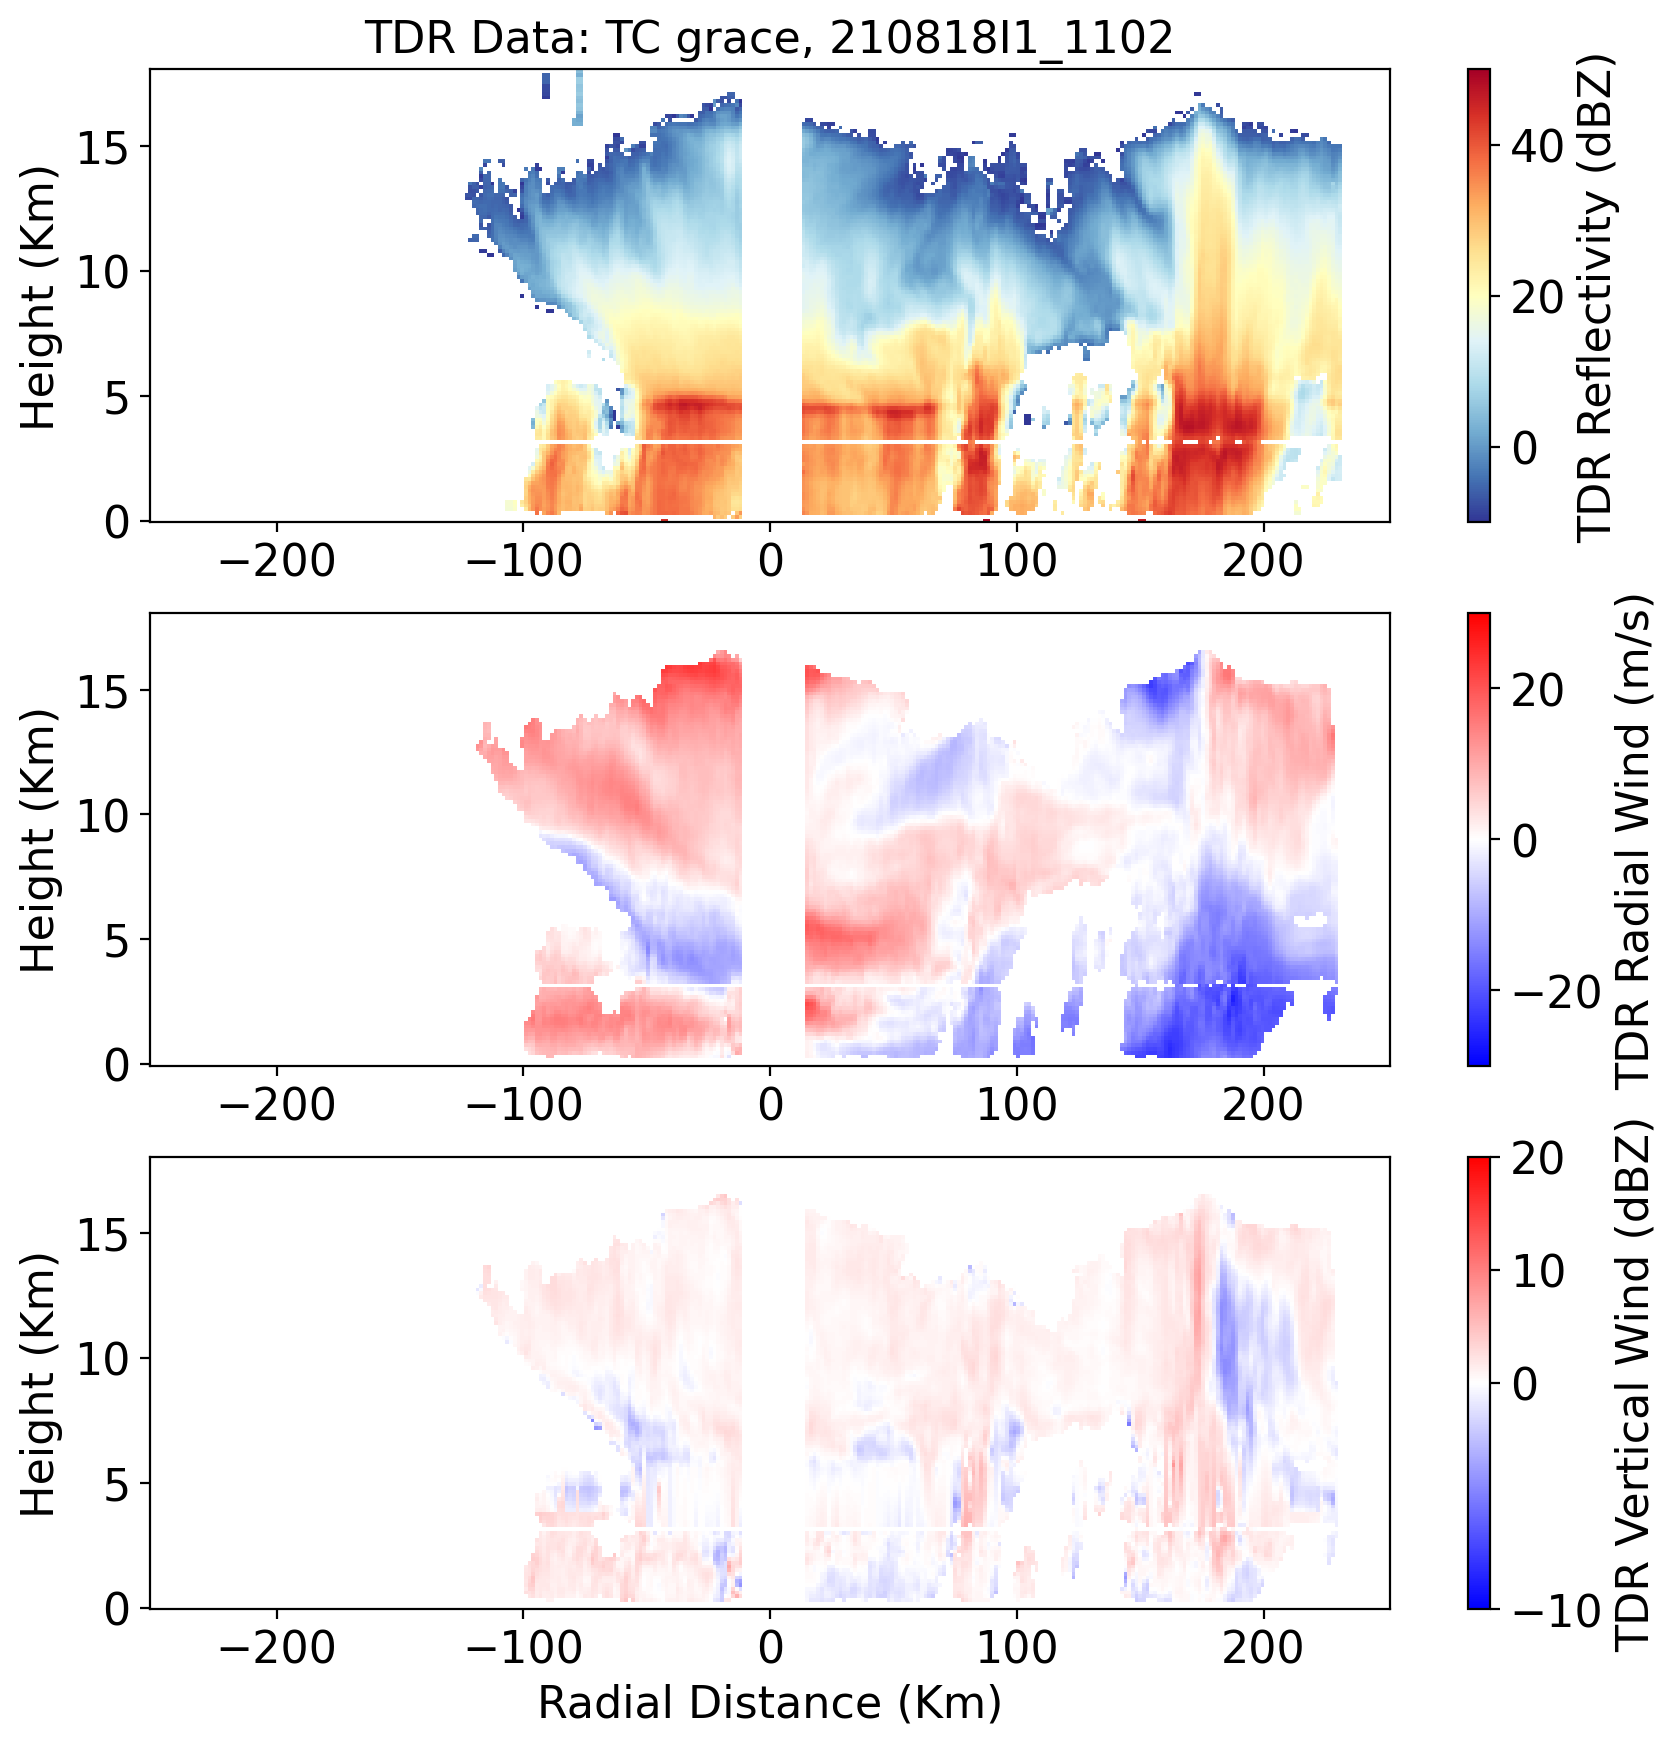 TDR Data: TC grace, 210818I1_1102
Height (Km)
15
10
5
0
−200 −100 0 100 200
40
20
0
TDR Reflectivity (dBZ)
Height (Km)
15
10
5
0
−200 −100 0 100 200
20
0
−20
TDR Radial Wind (m/s)
Height (Km)
15
10
5
0
−200 −100 0 100 200
Radial Distance (Km)
20
10
0
−10
TDR Vertical Wind (dBZ)